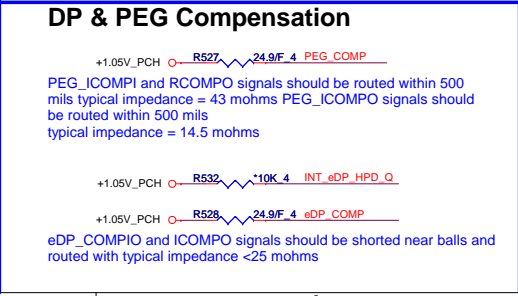 DP & PEG Compensation
+1.05V_PCH R527 24.9/F_4 PEG_COMP
PEG_ICOMPI and RCOMPO signals should be routed within 500
mils typical impedance = 43 mohms PEG_ICOMPO signals should
be routed within 500 mils
typical impedance = 14.5 mohms
+1.05V_PCH R532 *10K_4 INT_eDP_HPD_Q
+1.05V_PCH R528 24.9/F_4 eDP_COMP
eDP_COMPIO and ICOMPO signals should be shorted near balls and
routed with typical impedance <25 mohms